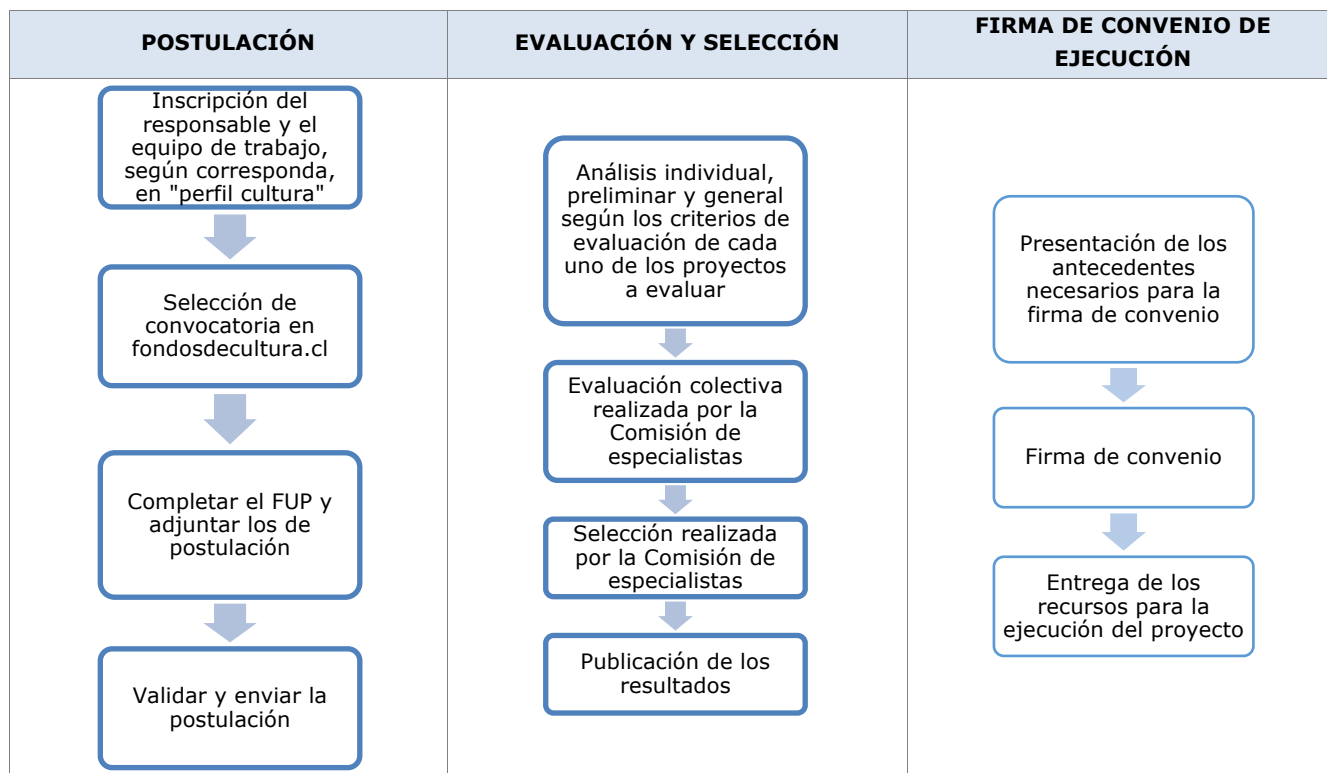 POSTULACIÓN
Inscripción del
responsable y el
equipo de trabajo,
según corresponda,
en "perfil cultura"
Selección de
convocatoria en
fondosdecultura.cl
Completar el FUP y
adjuntar los de
postulación
Validar y enviar la
postulación
EVALUACIÓN Y SELECCIÓN
Análisis individual,
preliminar y general
según los criterios de
evaluación de cada
uno de los proyectos
a evaluar
Evaluación colectiva
realizada por la
Comisión de
especialistas
Selección realizada
por la Comisión de
especialistas
Publicación de los
resultados
FIRMA DE CONVENIO DE
EJECUCIÓN
Presentación de los
antecedentes
necesarios para la
firma de convenio
Firma de convenio
Entrega de los
recursos para la
ejecución del proyecto